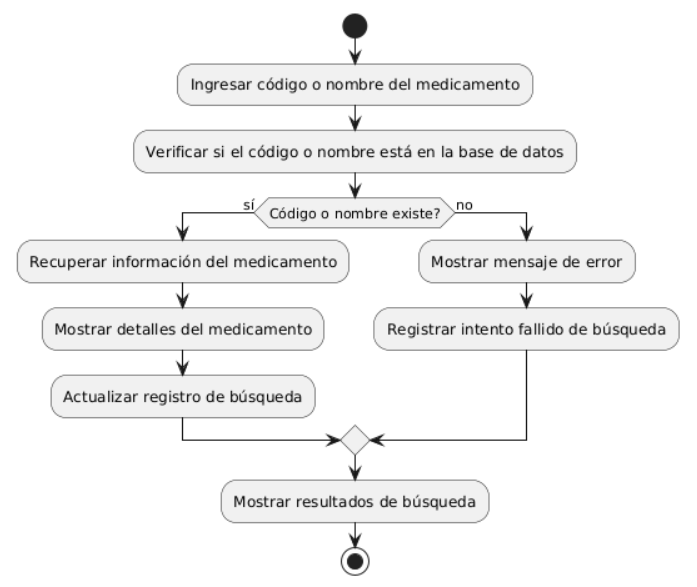 Ingresar código o nombre del medicamento
Verificar si el código o nombre está en la base de datos
sí
Código o nombre existe?
no
Recuperar información del medicamento
Mostrar mensaje de error
Mostrar detalles del medicamento
Registrar intento fallido de búsqueda
Actualizar registro de búsqueda
Mostrar resultados de búsqueda